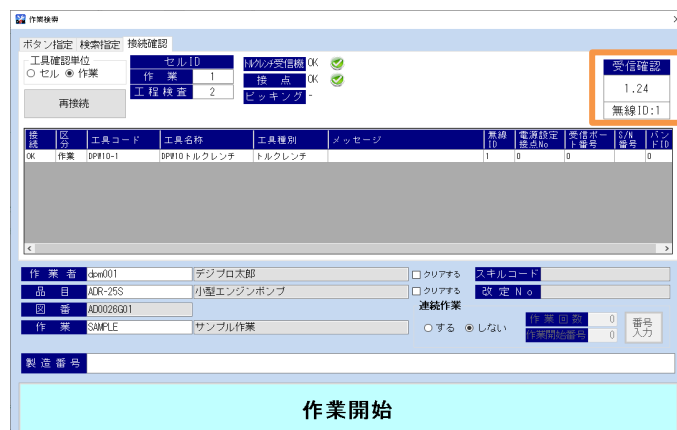 作業検索
ボタン指定 検索指定 接続確認
工具確認単位
セル 作業
再接続
セルID
作業 1
工程検査 2
ﾄﾙｸﾚﾝﾁ受信機 OK
接点 OK
ピッキング -
受信確認
1.24
無線ID:1
接続 区分 工具コード 工具名称 工具種別 メッセージ 無線ID 電源設定接点No 受信ポート番号 S/N番号 バンドID
OK 作業 DPW10-1 DPW10トルクレンチ トルクレンチ 1 0 0 0
作業者 dpm001 デジプロ太郎 クリアする スキルコード
品目 ADR-25S 小型エンジンポンプ クリアする 改定No
図番 AD0026G01 連続作業
作業 SAMPLE サンプル作業 する しない
作業回数 0
作業開始番号 0
番号入力
製造番号
作業開始